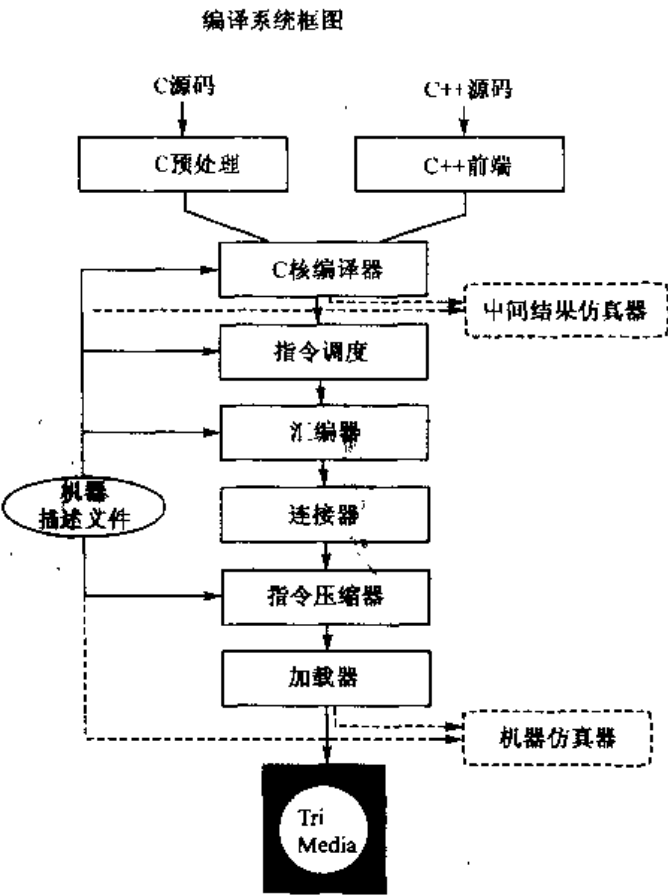 编译系统框图
C源码
C++源码
C预处理
C++前端
C核编译器
中间结果仿真器
指令调度
汇编器
机器
描述文件
连接器
指令压缩器
加载器
机器仿真器
Tri
Media